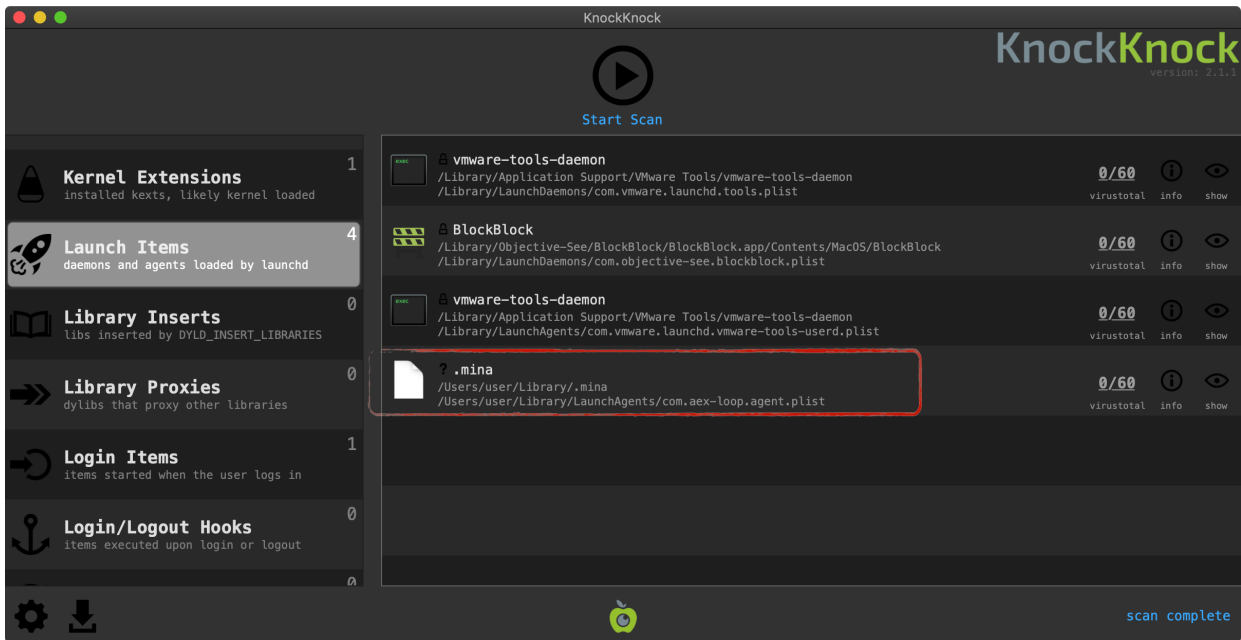 KnockKnock
KnockKnock
version: 2.1.1
Start Scan
Kernel Extensions
1
installed kexts, likely kernel loaded
Launch Items
4
daemons and agents loaded by launchd
Library Inserts
0
libs inserted by DYLD_INSERT_LIBRARIES
Library Proxies
0
dylibs that proxy other libraries
Login Items
1
items started when the user logs in
Login/Logout Hooks
0
items executed upon login or logout
0
exec
vmware-tools-daemon
/Library/Application Support/VMware Tools/vmware-tools-daemon
/Library/LaunchDaemons/com.vmware.launchd.tools.plist
0/60
virustotal info show
BlockBlock
/Library/Objective-See/BlockBlock/BlockBlock.app/Contents/MacOS/BlockBlock
/Library/LaunchDaemons/com.objective-see.blockblock.plist
0/60
virustotal info show
exec
vmware-tools-daemon
/Library/Application Support/VMware Tools/vmware-tools-daemon
/Library/LaunchAgents/com.vmware.launchd.vmware-tools-userd.plist
0/60
virustotal info show
? .mina
/Users/user/Library/.mina
/Users/user/Library/LaunchAgents/com.aex-loop.agent.plist
0/60
virustotal info show
scan complete